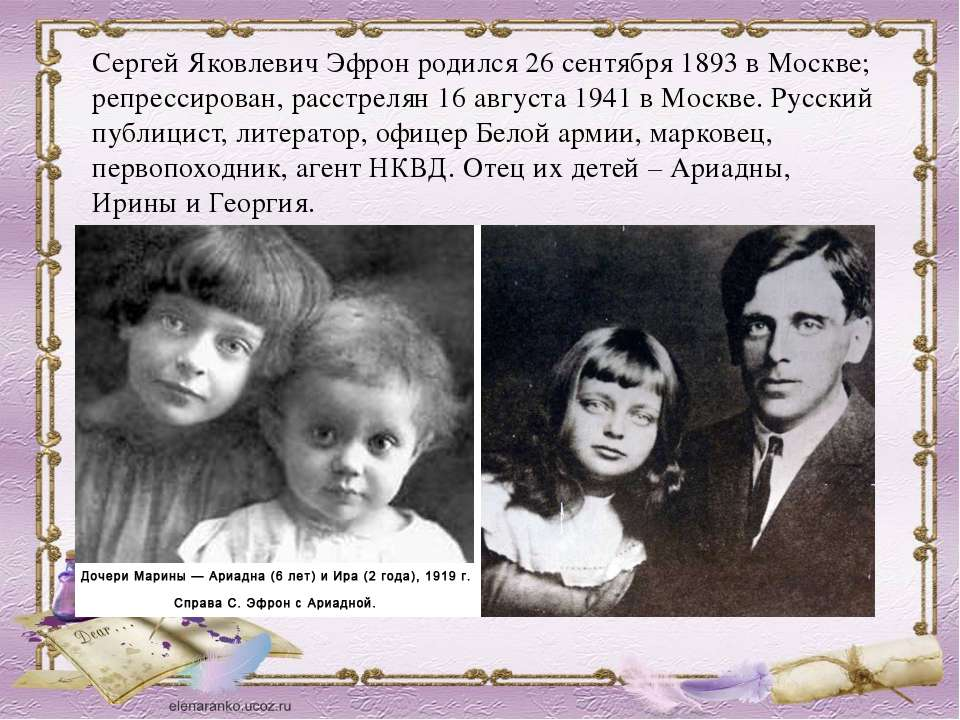 Сергей Яковлевич Эфрон родился 26 сентября 1893 в Москве;
репрессирован, расстрелян 16 августа 1941 в Москве. Русский
публицист, литератор, офицер Белой армии, марковец,
первопоходник, агент НКВД. Отец их детей – Ариадны,
Ирины и Георгия.
Дочери Марины — Ариадна (6 лет) и Ира (2 года), 1919 г.
Справа С. Эфрон с Ариадной.
Dear...
elenaranko.ucoz.ru